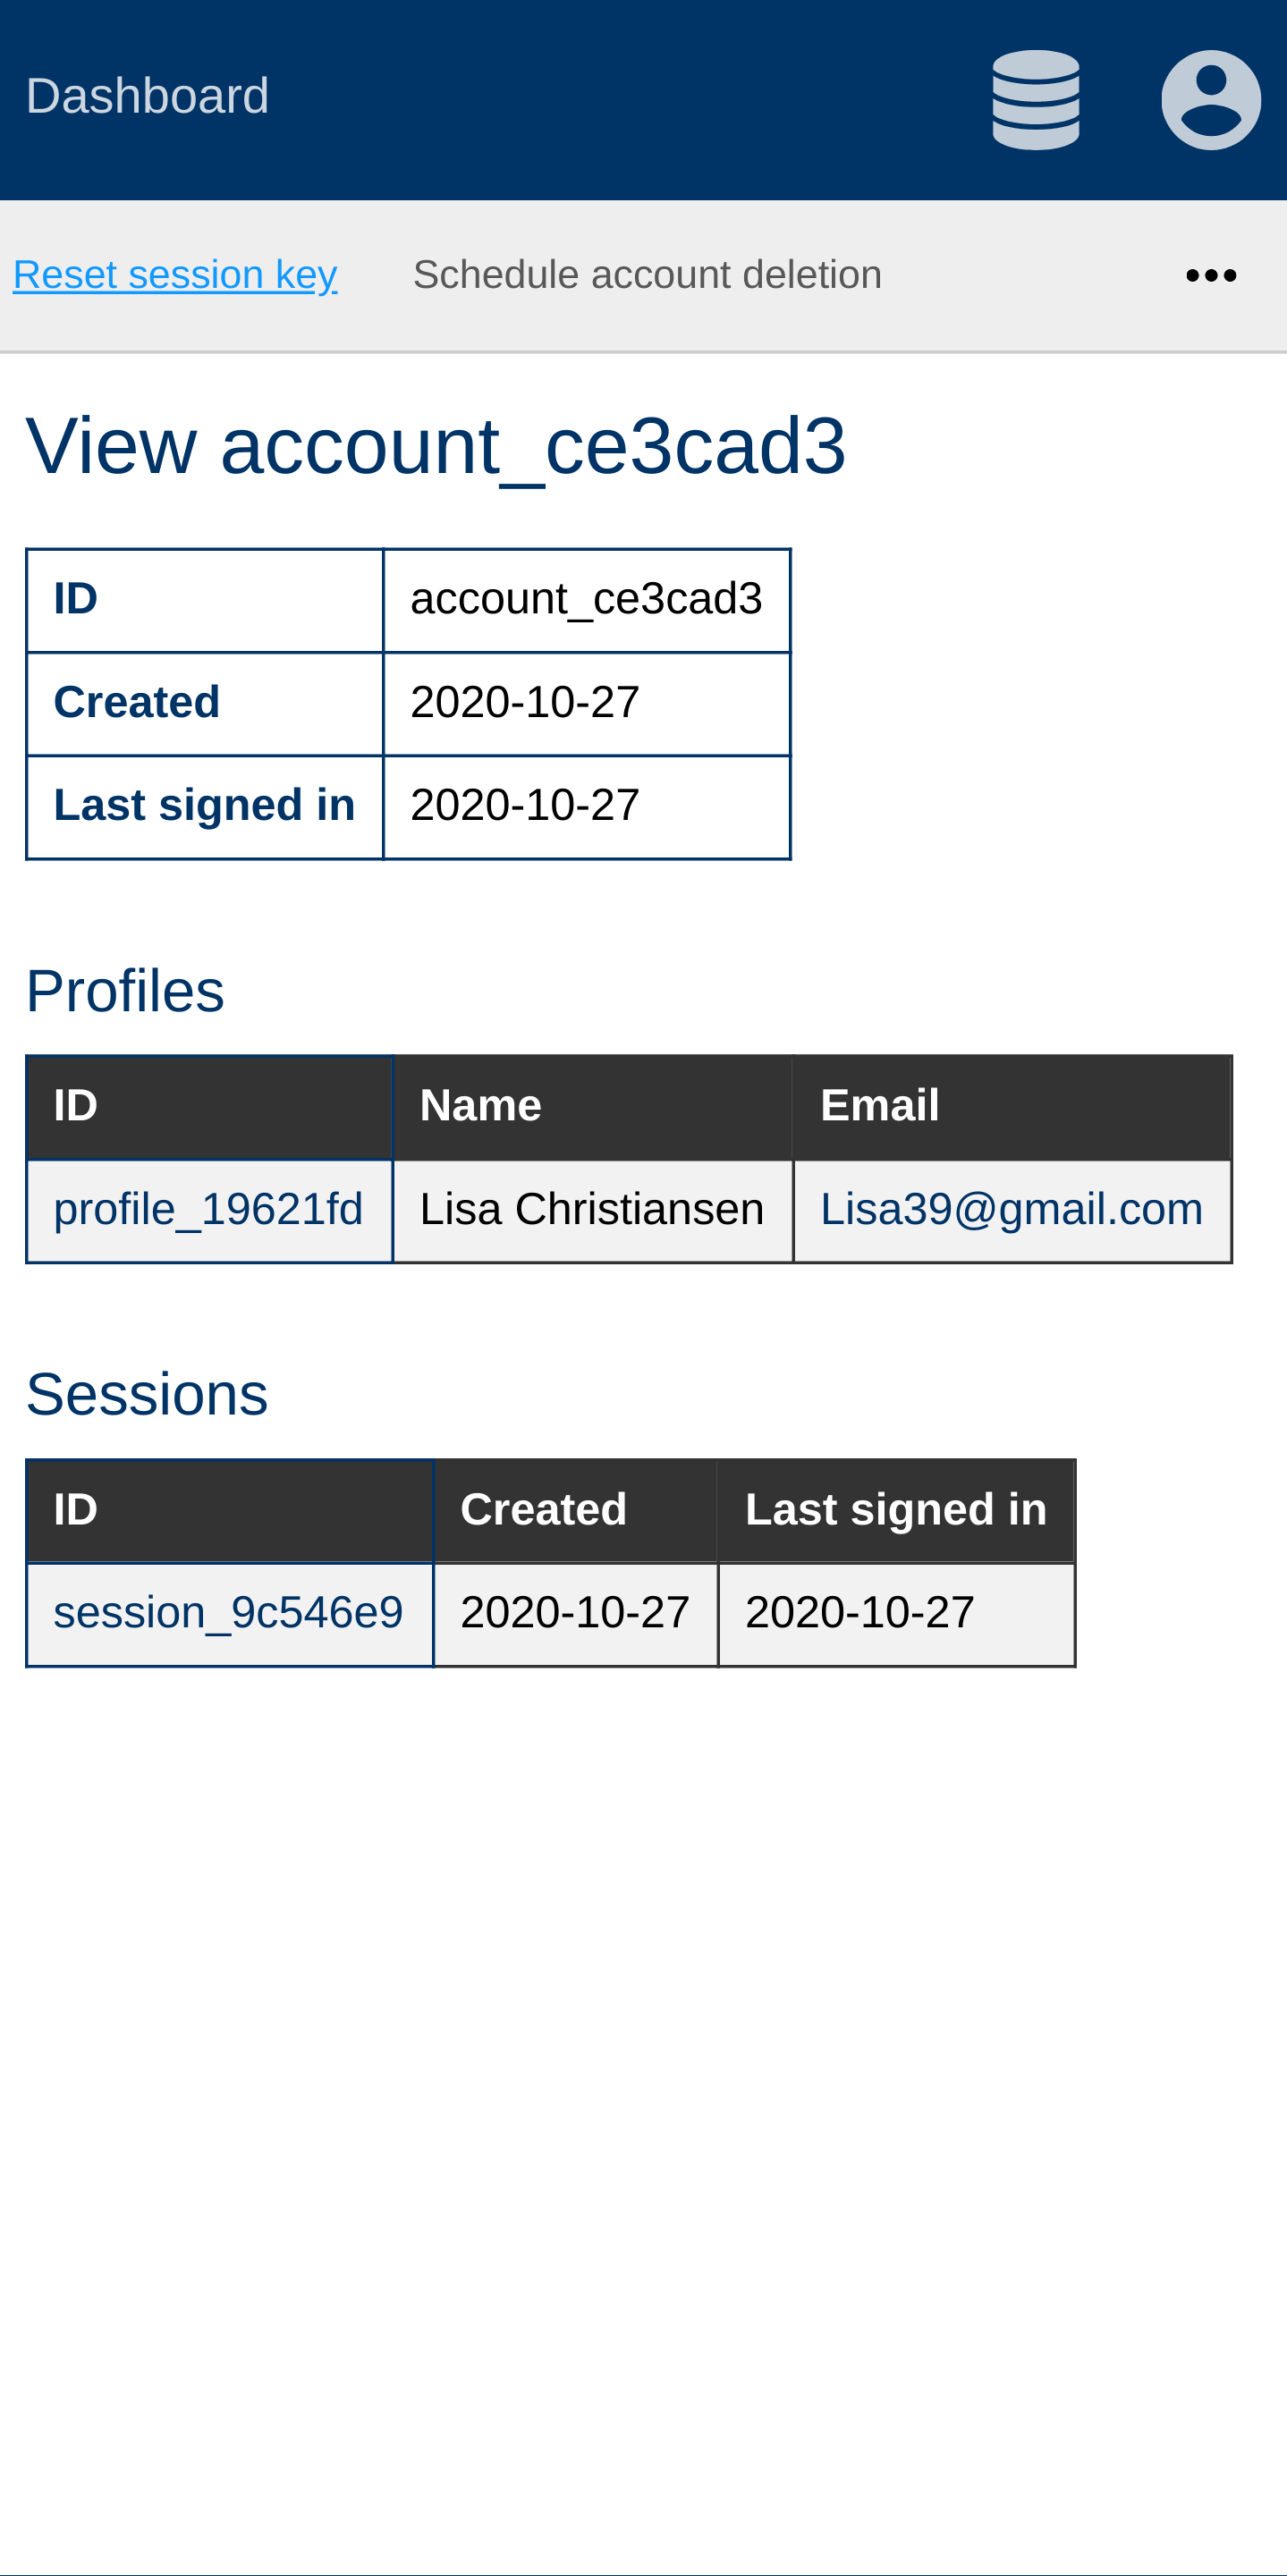 Dashboard
Reset session key Schedule account deletion •••
View account_ce3cad3
ID account_ce3cad3
Created 2020-10-27
Last signed in 2020-10-27
Profiles
ID Name Email
profile_19621fd Lisa Christiansen Lisa39@gmail.com
Sessions
ID Created Last signed in
session_9c546e9 2020-10-27 2020-10-27